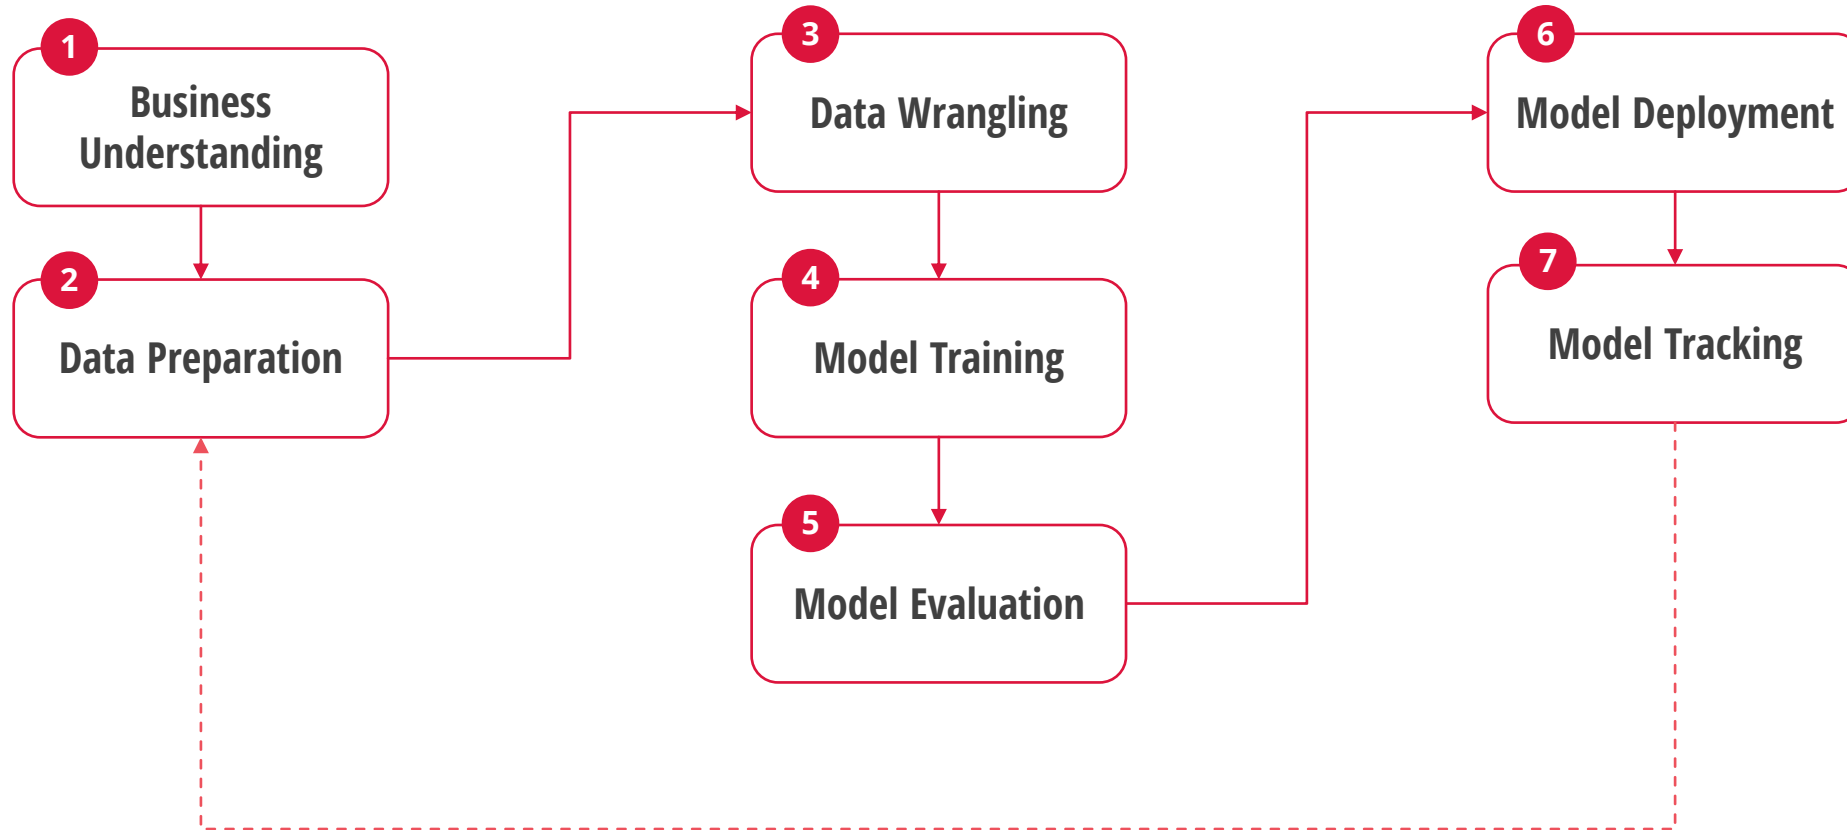 1
Business
Understanding
2
Data Preparation
3
Data Wrangling
4
Model Training
5
Model Evaluation
6
Model Deployment
7
Model Tracking